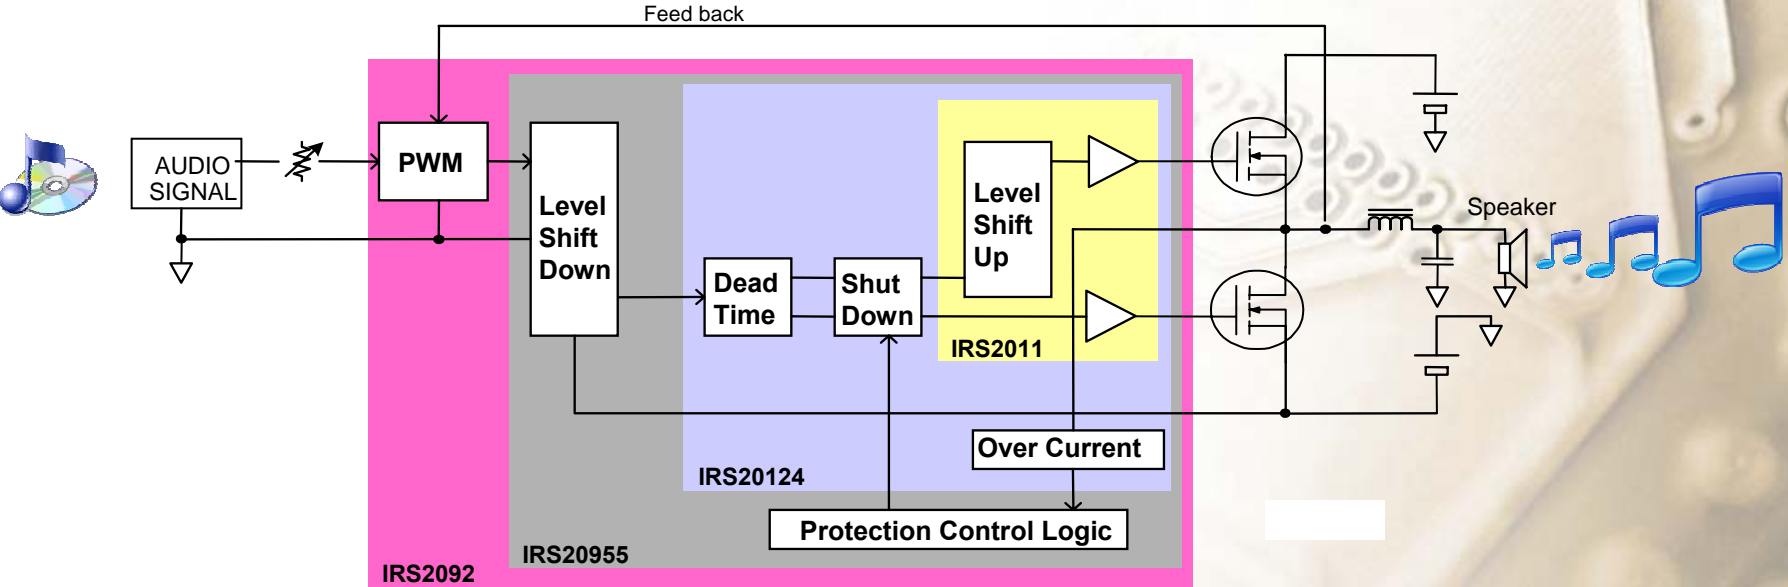 Feed back
AUDIO
SIGNAL
PWM
Level
Shift
Down
Dead
Time
Shut
Down
Level
Shift
Up
IRS2011
Speaker
Over Current
IRS20124
Protection Control Logic
IRS20955
IRS2092